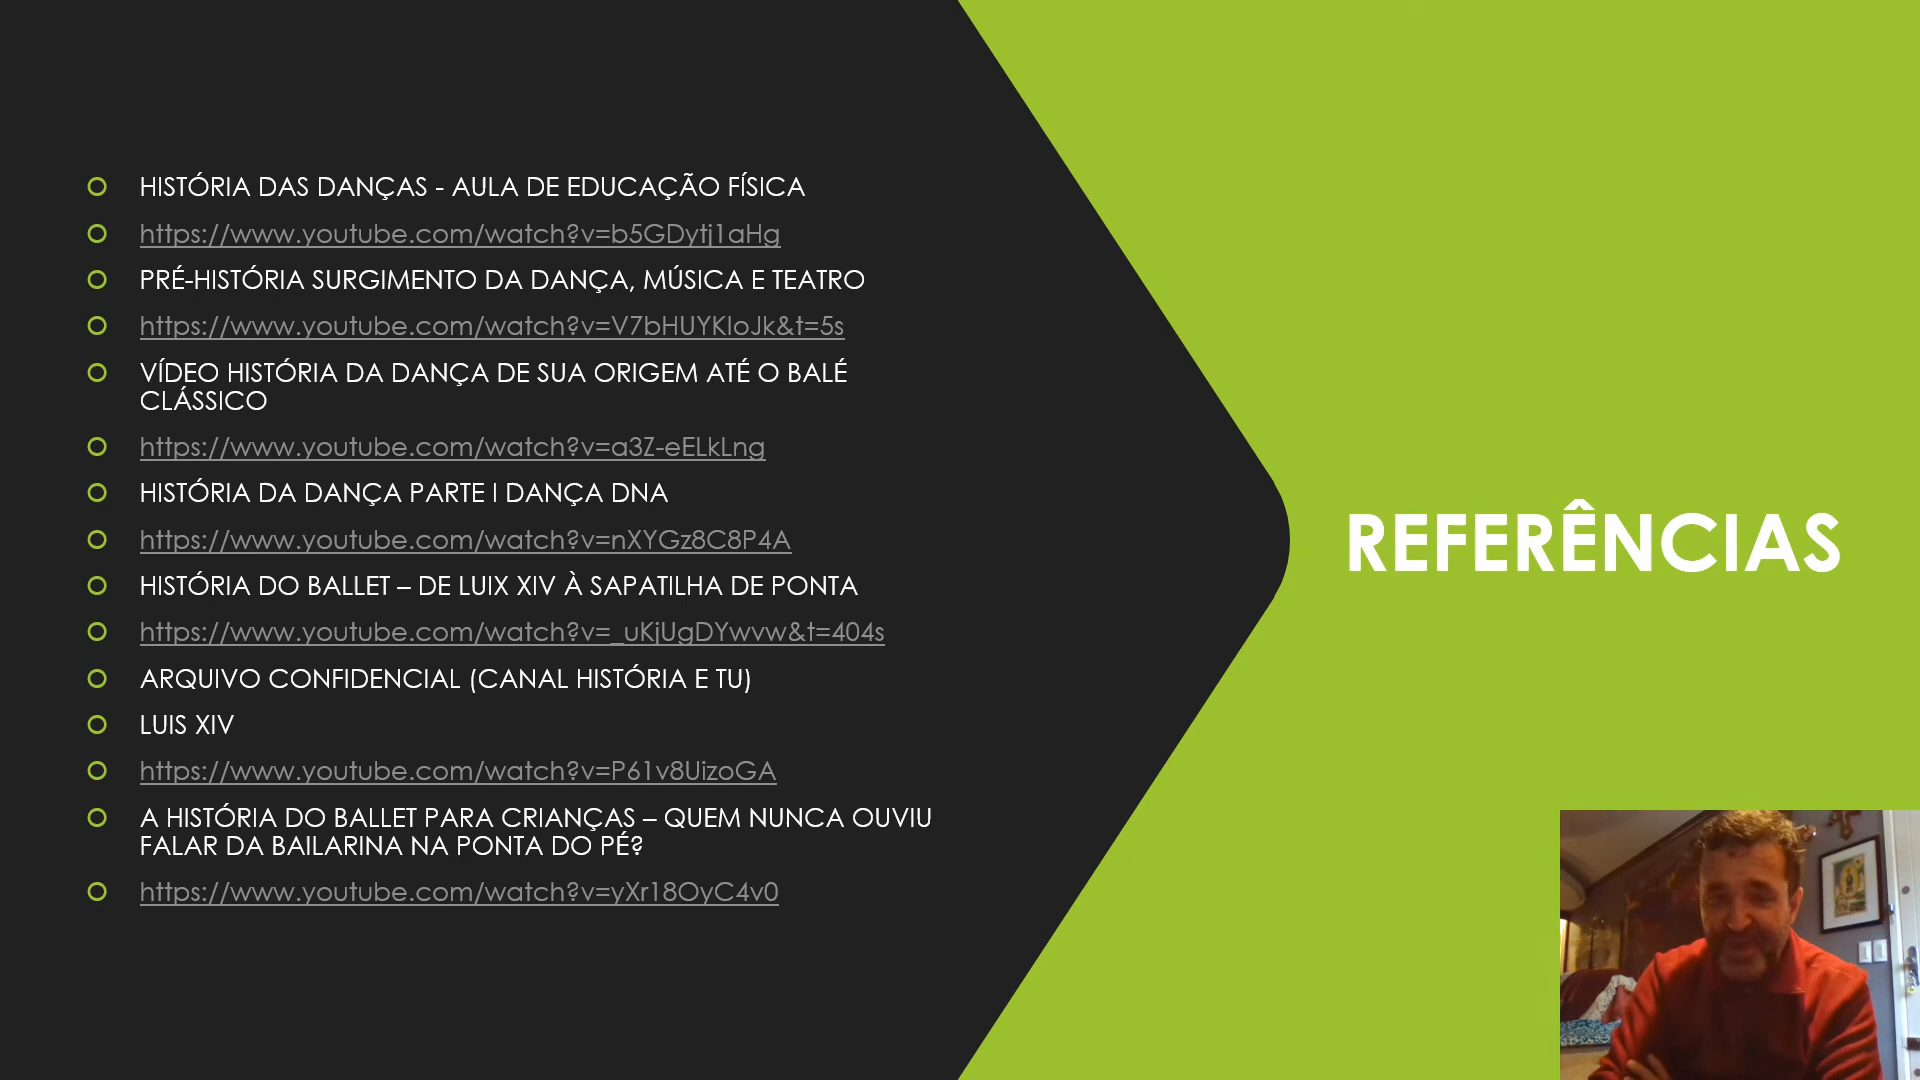 HISTÓRIA DAS DANÇAS - AULA DE EDUCAÇÃO FÍSICA
https://www.youtube.com/watch?v=b5GDytj1aHg
PRÉ-HISTÓRIA SURGIMENTO DA DANÇA, MÚSICA E TEATRO
https://www.youtube.com/watch?v=V7bHUYKIoJk&t=5s
VÍDEO HISTÓRIA DA DANÇA DE SUA ORIGEM ATÉ O BALÉ
CLÁSSICO
https://www.youtube.com/watch?v=a3Z-eELkLng
HISTÓRIA DA DANÇA PARTE I DANÇA DNA
https://www.youtube.com/watch?v=nXYGz8C8P4A
HISTÓRIA DO BALLET – DE LUIX XIV À SAPATILHA DE PONTA
https://www.youtube.com/watch?v=_uKjUgDYwvw&t=404s
ARQUIVO CONFIDENCIAL (CANAL HISTÓRIA E TU)
LUIS XIV
https://www.youtube.com/watch?v=P61v8UizoGA
A HISTÓRIA DO BALLET PARA CRIANÇAS – QUEM NUNCA OUVIU
FALAR DA BAILARINA NA PONTA DO PÉ?
https://www.youtube.com/watch?v=yXr18OyC4v0
REFERÊNCIAS